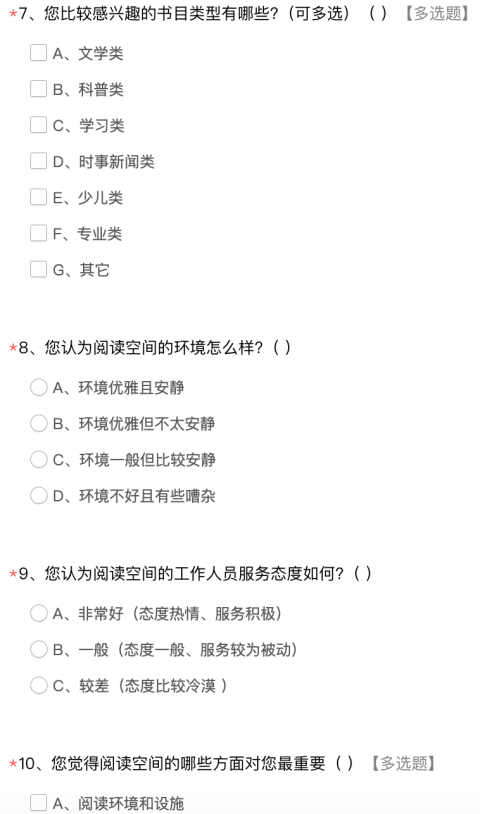 *7、您比较感兴趣的书目类型有哪些?（可多选）（ ）【多选题】
A、文学类
B、科普类
C、学习类
D、时事新闻类
E、少儿类
F、专业类
G、其它
*8、您认为阅读空间的环境怎么样?（ ）
A、环境优雅且安静
B、环境优雅但不太安静
C、环境一般但比较安静
D、环境不好且有些嘈杂
*9、您认为阅读空间的工作人员服务态度如何?（ ）
A、非常好（态度热情、服务积极）
B、一般（态度一般、服务较为被动）
C、较差（态度比较冷漠 ）
*10、您觉得阅读空间的哪些方面对您最重要（ ）【多选题】
A、阅读环境和设施